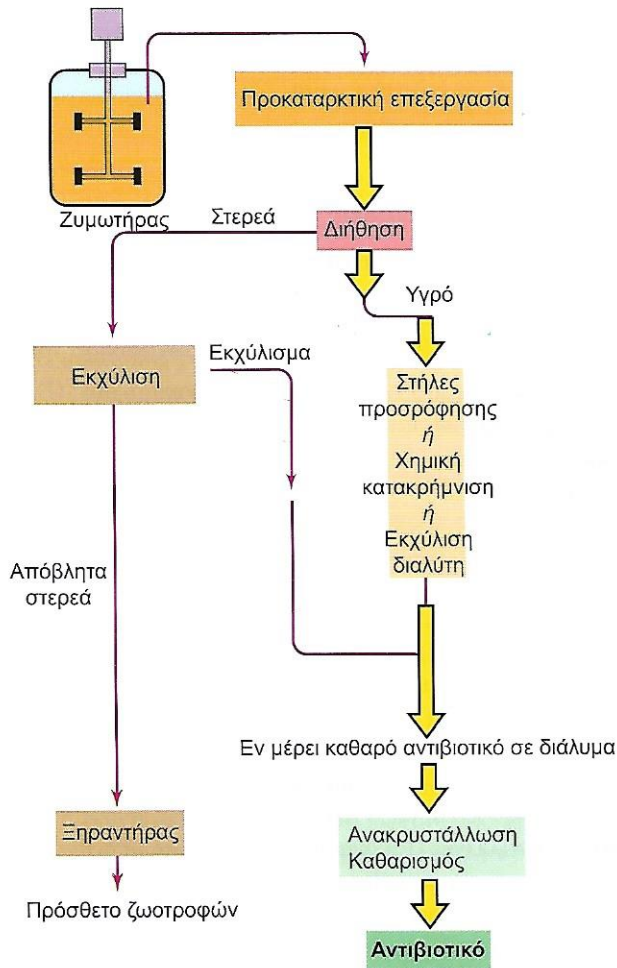 Προκαταρκτική επεξεργασία
Ζυμωτήρας
Στερεά
Διήθηση
Υγρό
Εκχύλιση
Εκχύλισμα
Στήλες
προσρόφησης
ή
Χημική
κατακρήμνιση
ή
Εκχύλιση
διαλύτη
Απόβλητα
στερεά
Εν μέρει καθαρό αντιβιοτικό σε διάλυμα
Ξηραντήρας
Ανακρυστάλλωση
Καθαρισμός
Πρόσθετο ζωοτροφών
Αντιβιοτικό